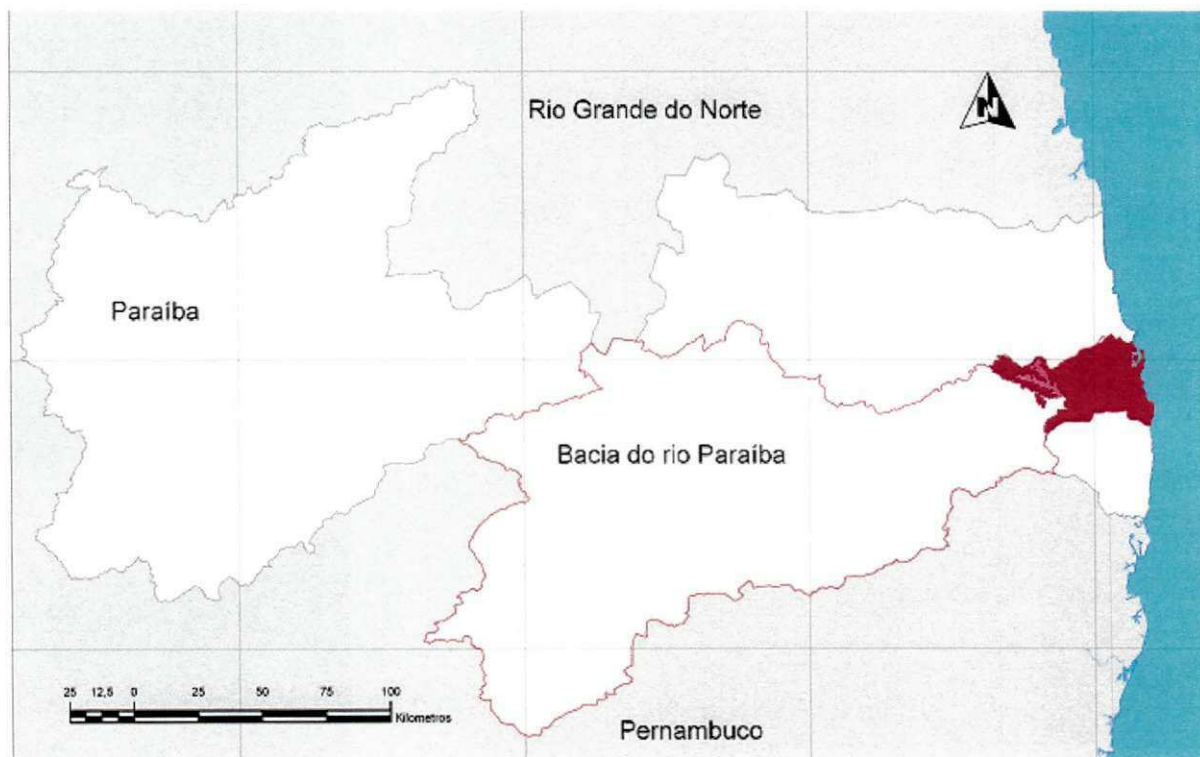 Rio Grande do Norte
N
Paraíba
Bacia do rio Paraíba
25 12,5 0 25 50 75 100
Kilometros
Pernambuco